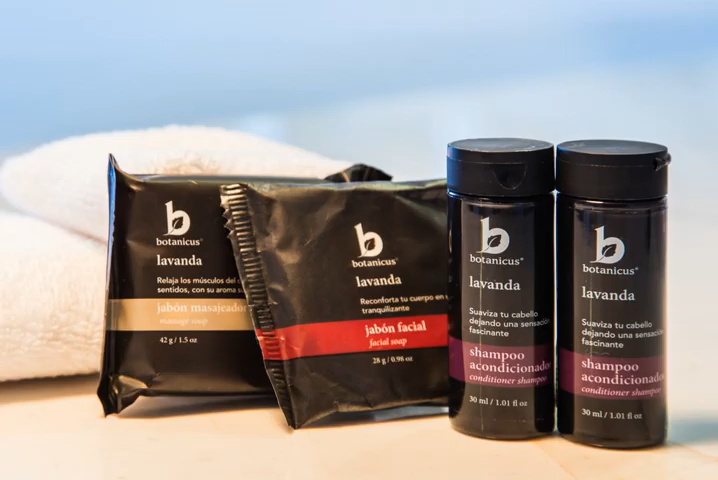 botanicus
lavanda
Relaja los músculos del
sentidos, con su aroma
jabón masajeador
massage soap
42 g / 1.5 oz
botanicus
lavanda
Reconforta tu cuerpo en
tranquilizante
jabón facial
facial soap
28 g / 0.98 oz
botanicus
lavanda
Suaviza tu cabello
dejando una sensación
fascinante
shampoo
acondicionador
conditioner shampoo
30 ml / 1.01 fl oz
botanicus
lavanda
Suaviza tu cabello
dejando una sensación
fascinante
shampoo
acondicionador
conditioner shampoo
30 ml / 1.01 fl oz